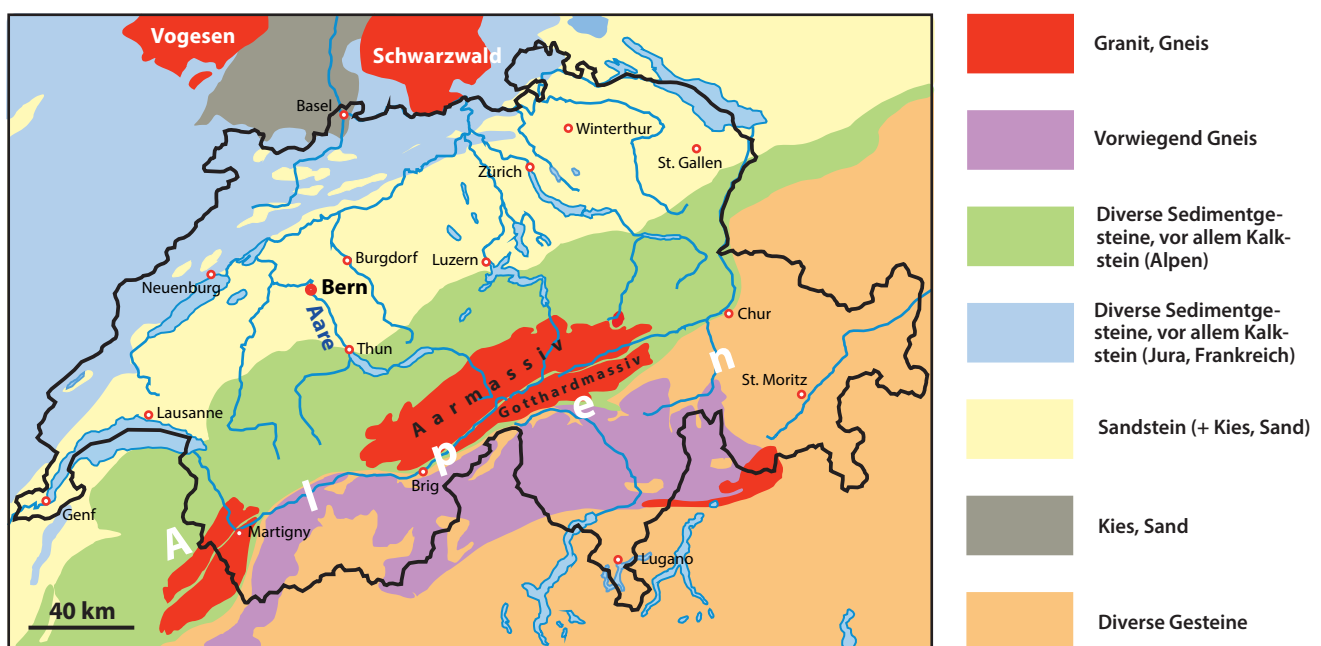 Vogesen
Schwarzwald
Basel
Winterthur
St. Gallen
Zürich
Burgdorf
Luzern
Neuenburg
Bern
Aare
Thun
Chur
St. Moritz
Aarmassiv
Gotthardmassiv
Lausanne
Brig
Genf
Martigny
Lugano
Alpen
40 km
Granit, Gneis
Vorwiegend Gneis
Diverse Sedimentge-
steine, vor allem Kalk-
stein (Alpen)
Diverse Sedimentge-
steine, vor allem Kalk-
stein (Jura, Frankreich)
Sandstein (+ Kies, Sand)
Kies, Sand
Diverse Gesteine